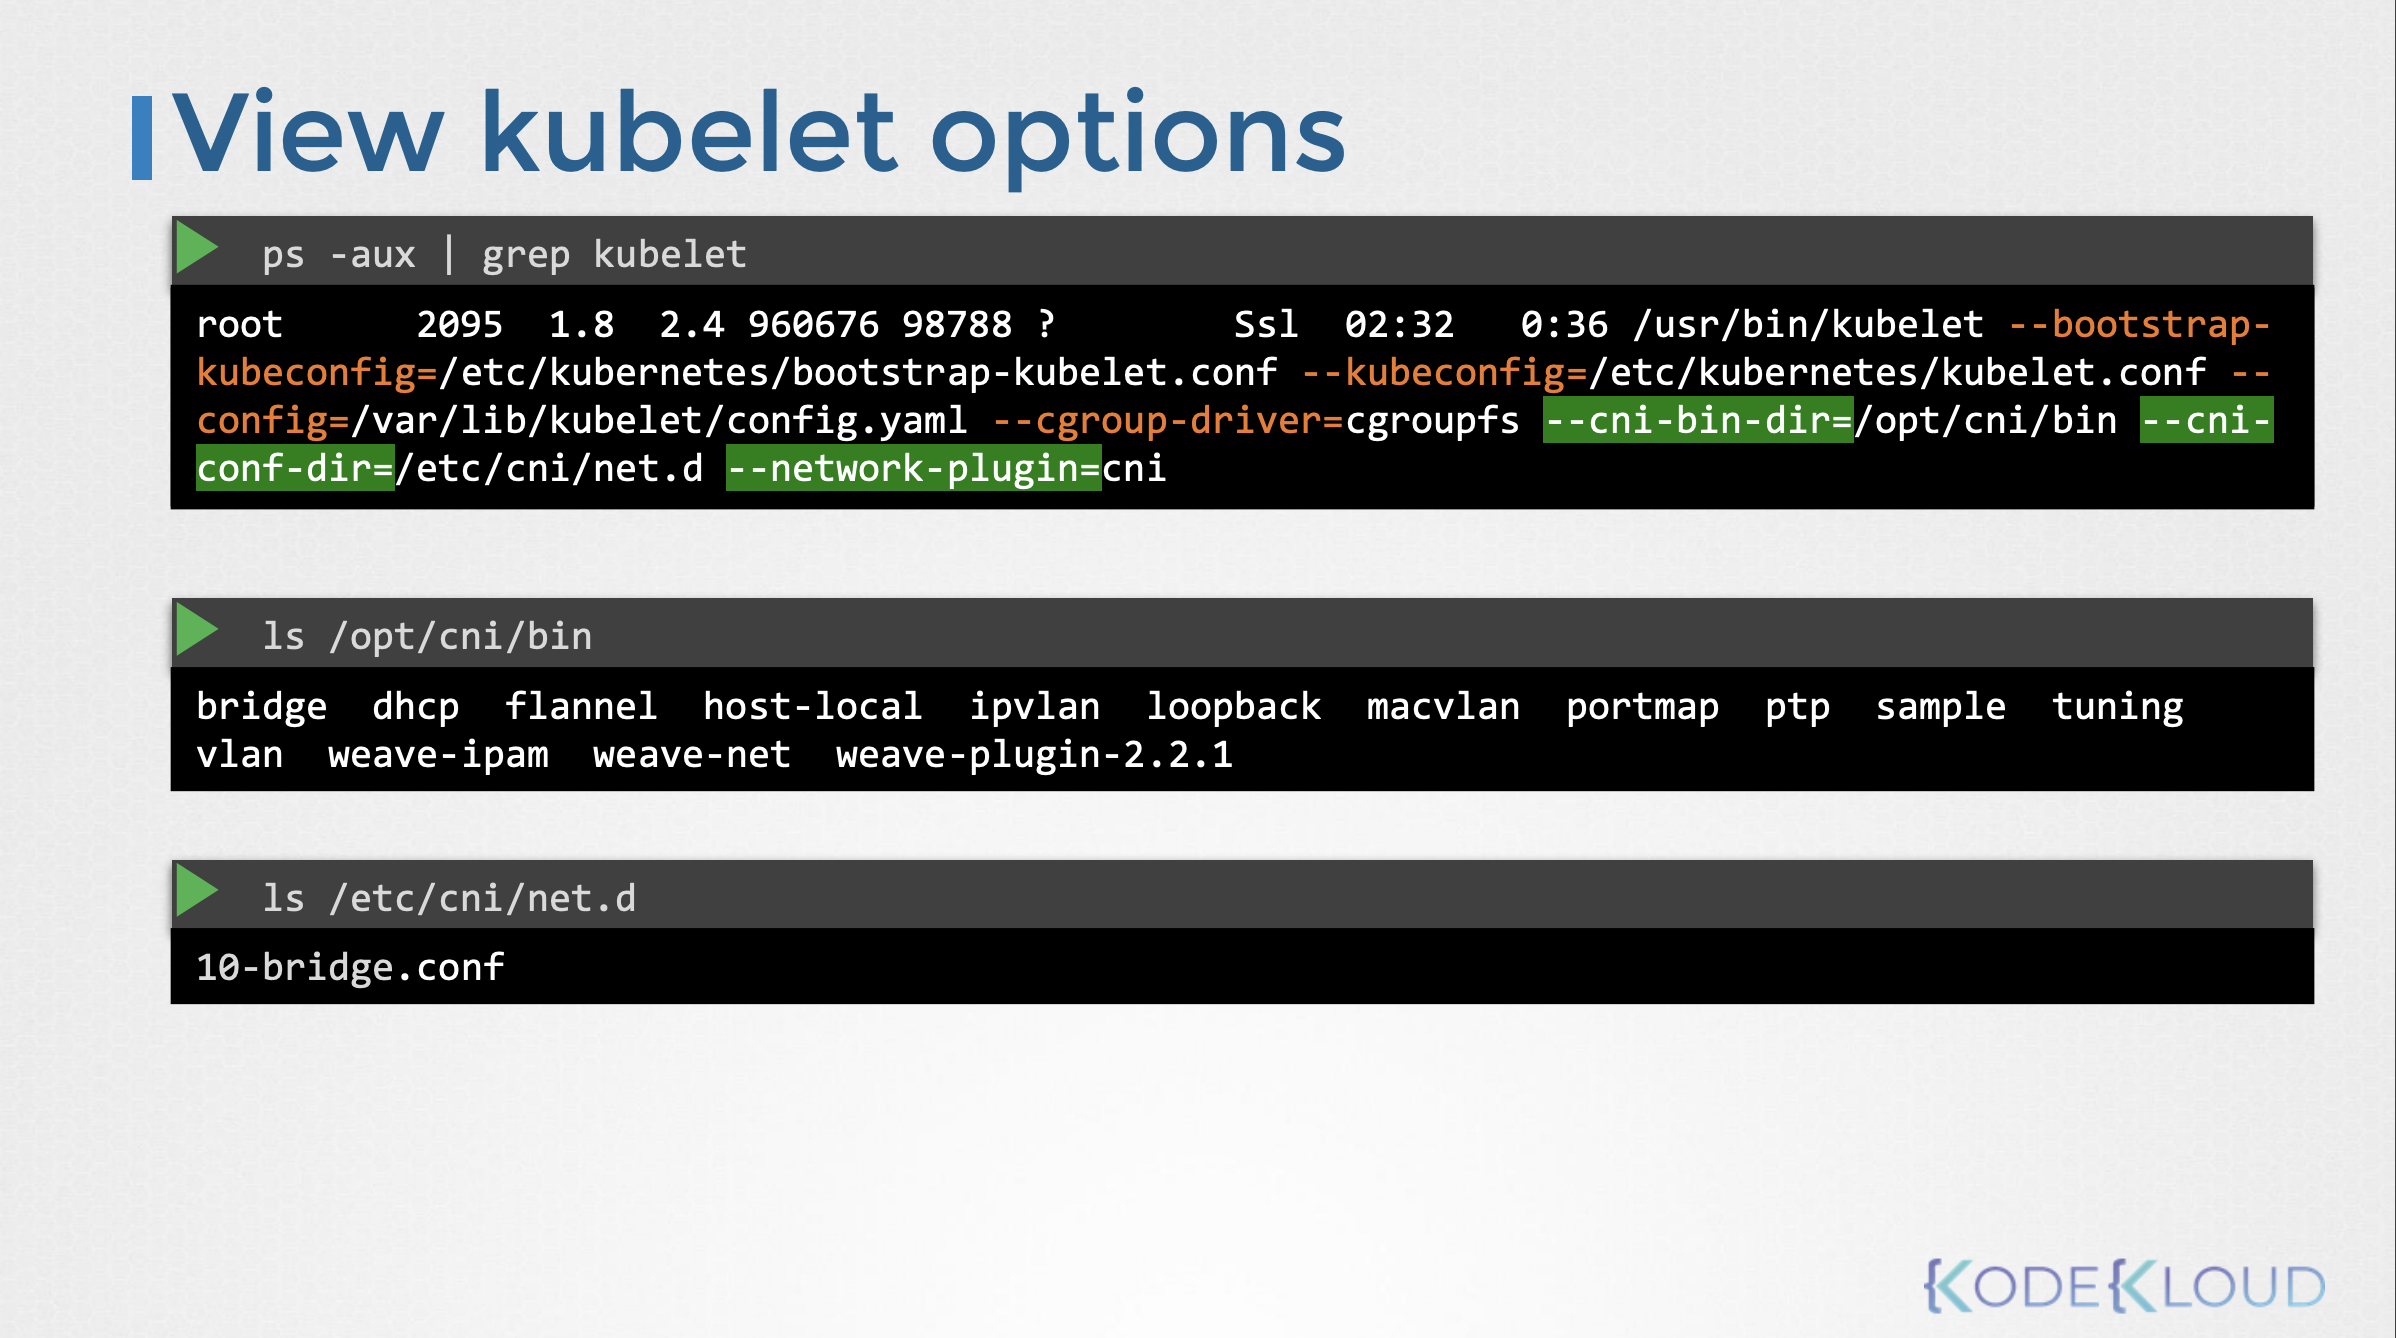 View kubelet options
ps -aux | grep kubelet
root      2095  1.8  2.4 960676 98788 ?        Ssl  02:32   0:36 /usr/bin/kubelet --bootstrap-
kubeconfig=/etc/kubernetes/bootstrap-kubelet.conf --kubeconfig=/etc/kubernetes/kubelet.conf --
config=/var/lib/kubelet/config.yaml --cgroup-driver=cgroupfs --cni-bin-dir=/opt/cni/bin --cni-
conf-dir=/etc/cni/net.d --network-plugin=cni
ls /opt/cni/bin
bridge  dhcp  flannel  host-local  ipvlan  loopback  macvlan  portmap  ptp  sample  tuning
vlan  weave-ipam  weave-net  weave-plugin-2.2.1
ls /etc/cni/net.d
10-bridge.conf
KODEKLOUD